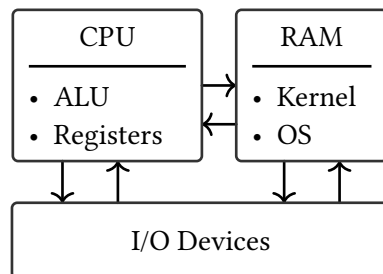 CPU
• ALU
• Registers
RAM
• Kernel
• OS
I/O Devices